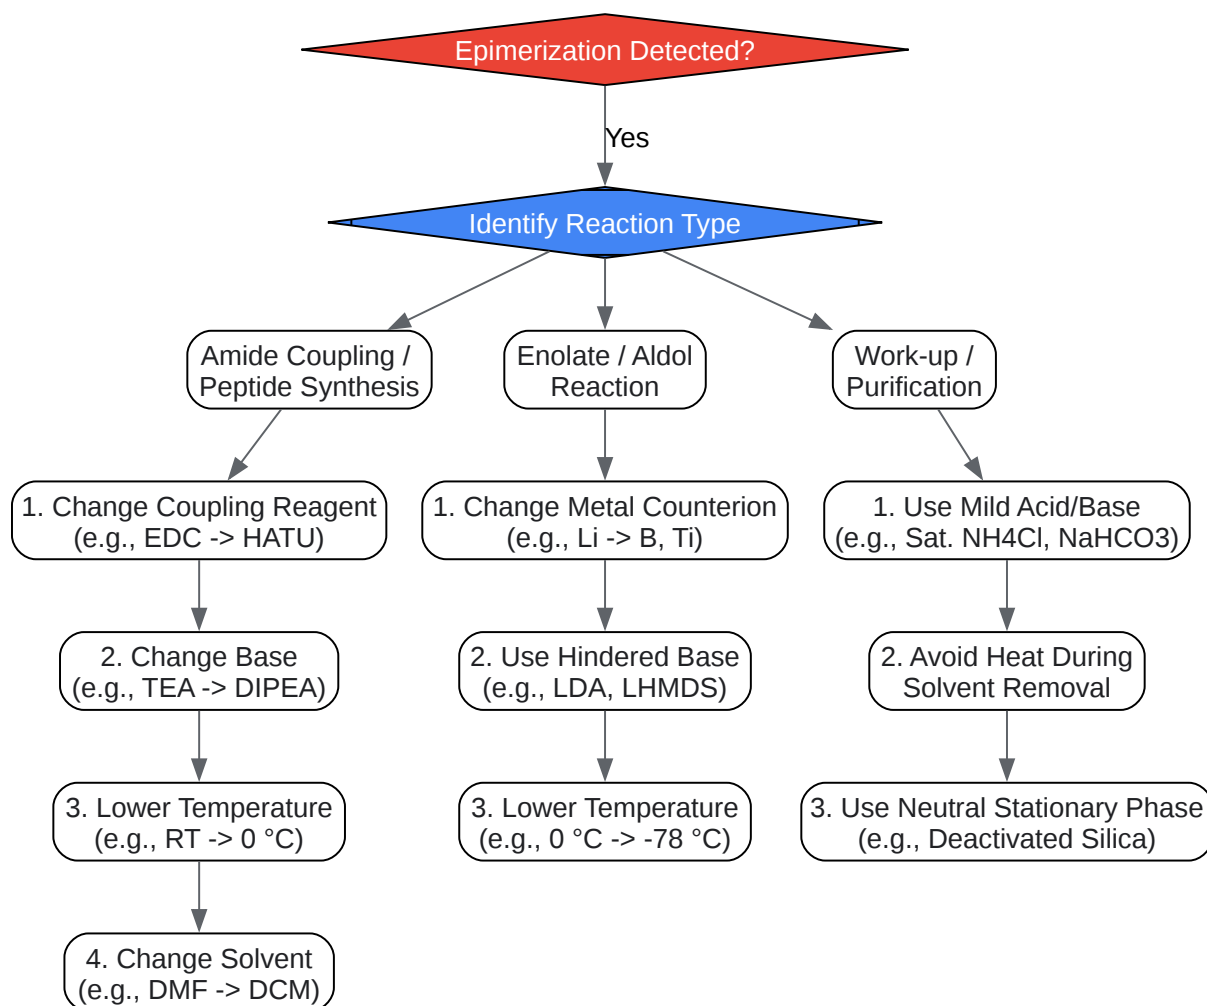 Epimerization Detected?
Yes
Identify Reaction Type
Amide Coupling /
Peptide Synthesis
Enolate / Aldol
Reaction
Work-up /
Purification
1. Change Coupling Reagent
(e.g., EDC -> HATU)
1. Change Metal Counterion
(e.g., Li -> B, Ti)
1. Use Mild Acid/Base
(e.g., Sat. NH4Cl, NaHCO3)
2. Change Base
(e.g., TEA -> DIPEA)
2. Use Hindered Base
(e.g., LDA, LHMDS)
2. Avoid Heat During
Solvent Removal
3. Lower Temperature
(e.g., RT -> 0 °C)
3. Lower Temperature
(e.g., 0 °C -> -78 °C)
3. Use Neutral Stationary Phase
(e.g., Deactivated Silica)
4. Change Solvent
(e.g., DMF -> DCM)